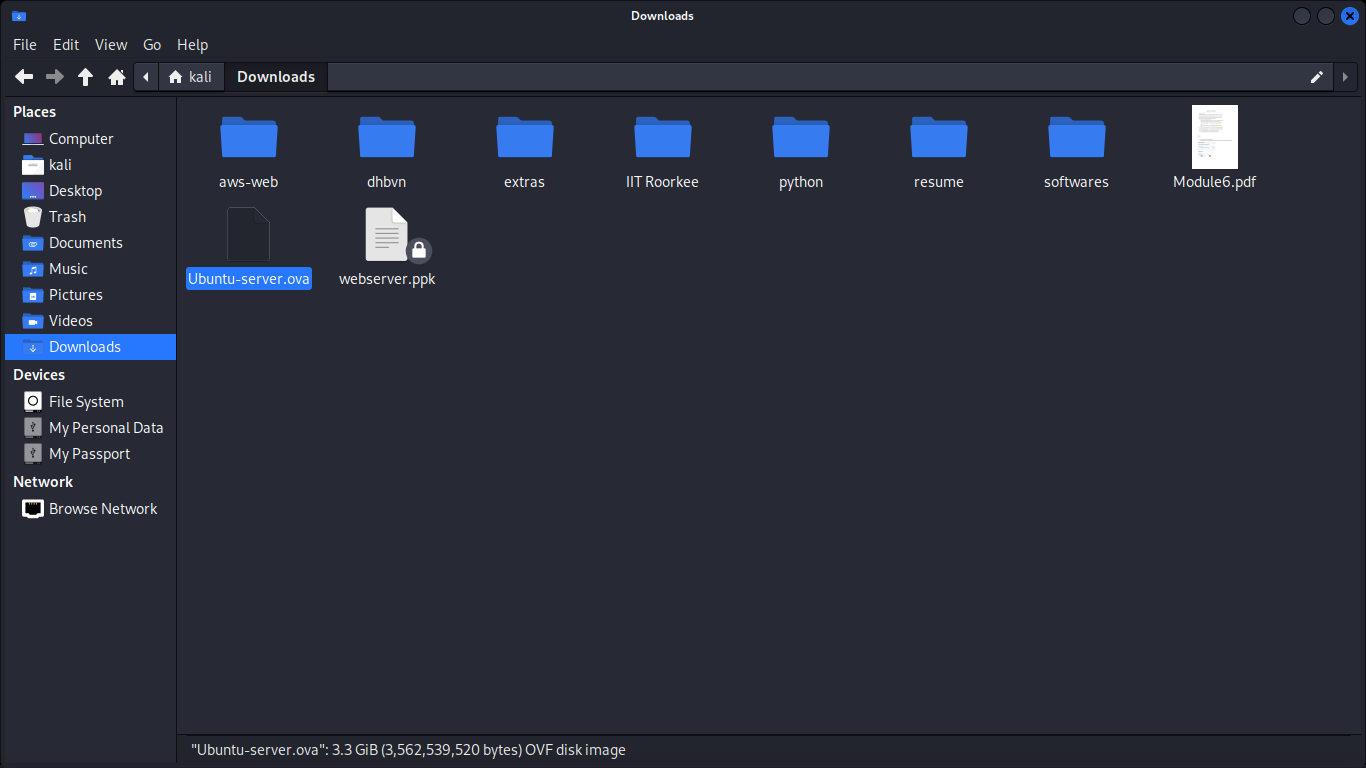 Downloads
File Edit View Go Help
kali Downloads
Places
Computer
kali
Desktop
Trash
Documents
Music
Pictures
Videos
Downloads
Devices
File System
My Personal Data
My Passport
Network
Browse Network
aws-web dhbvn extras IIT Roorkee python resume softwares Module6.pdf
Ubuntu-server.ova webserver.ppk
"Ubuntu-server.ova": 3.3 GiB (3,562,539,520 bytes) OVF disk image